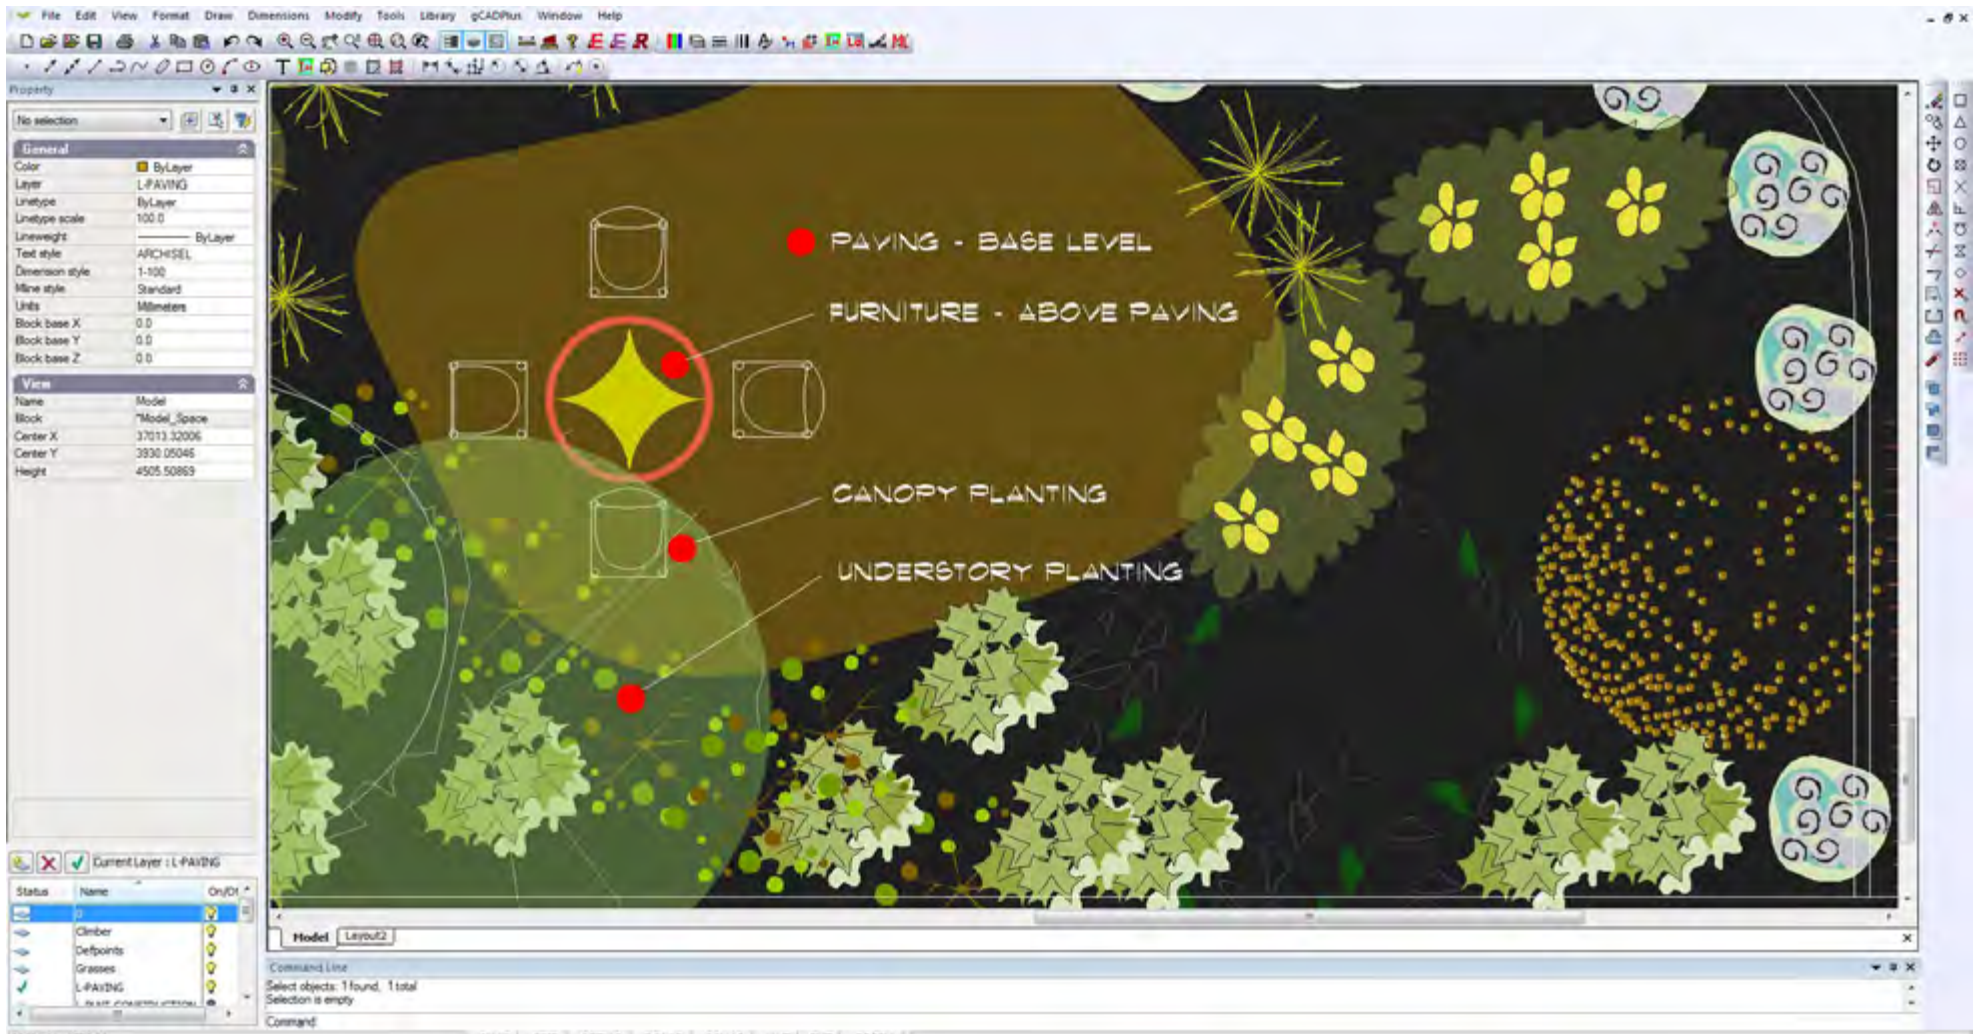 File Edit View Format Draw Dimensions Modify Tools Library gCADPlus Window Help
Property
No selection
General
Color ByLayer
Layer L-PAVING
Linetype ByLayer
Linetype scale 100.0
Lineweight ByLayer
Text style ARCHISEL
Dimension style 1-100
Mline style Standard
Units Millimeters
Block base X 0.0
Block base Y 0.0
Block base Z 0.0
View
Name Model
Block *Model_Space
Center X 37013.32006
Center Y 3930.05046
Height 4505.50869
PAVING - BASE LEVEL
FURNITURE - ABOVE PAVING
CANOPY PLANTING
UNDERSTORY PLANTING
Current Layer : L-PAVING
Status Name On/Of
0
Climber
Defpoints
Grasses
L-PAVING
Model Layout2
Command Line
Select objects: 1 found, 1 total
Selection is empty
Command: